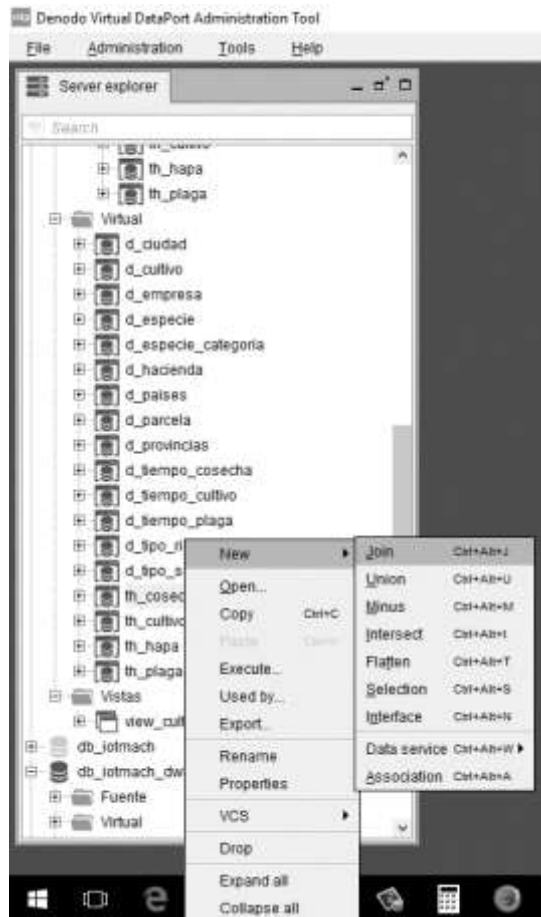 Denodo Virtual DataPort Administration Tool
File Administration Tools Help
Server explorer
Search
th_cultivo
th_hapa
th_plaga
Virtual
d_ciudad
d_cultivo
d_empresa
d_especie
d_especie_categoria
d_hacienda
d_paises
d_parcela
d_provincias
d_tiempo_cosecha
d_tiempo_cultivo
d_tiempo_plaga
d_tipo_ri
d_tipo_s
th_cosec
th_cultivo
th_hapa
th_plaga
Vistas
view_cult
db_iotmach
db_iotmach_dw
Fuente
Virtual
New
Open...
Copy Ctrl+C
Paste
Execute...
Used by...
Export...
Rename
Properties
VCS
Drop
Expand all
Collapse all
Join Ctrl+Alt+J
Union Ctrl+Alt+U
Minus Ctrl+Alt+M
Intersect Ctrl+Alt+I
Flatten Ctrl+Alt+T
Selection Ctrl+Alt+S
Interface Ctrl+Alt+N
Data service Ctrl+Alt+W
Association Ctrl+Alt+A